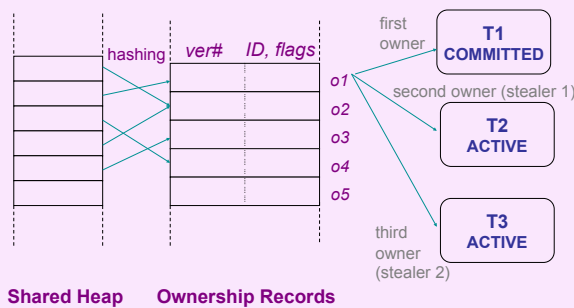 hashing
ver#
ID, flags
o1
o2
o3
o4
o5
first
owner
T1
COMMITTED
second owner (stealer 1)
T2
ACTIVE
third
owner
(stealer 2)
T3
ACTIVE
Shared Heap
Ownership Records